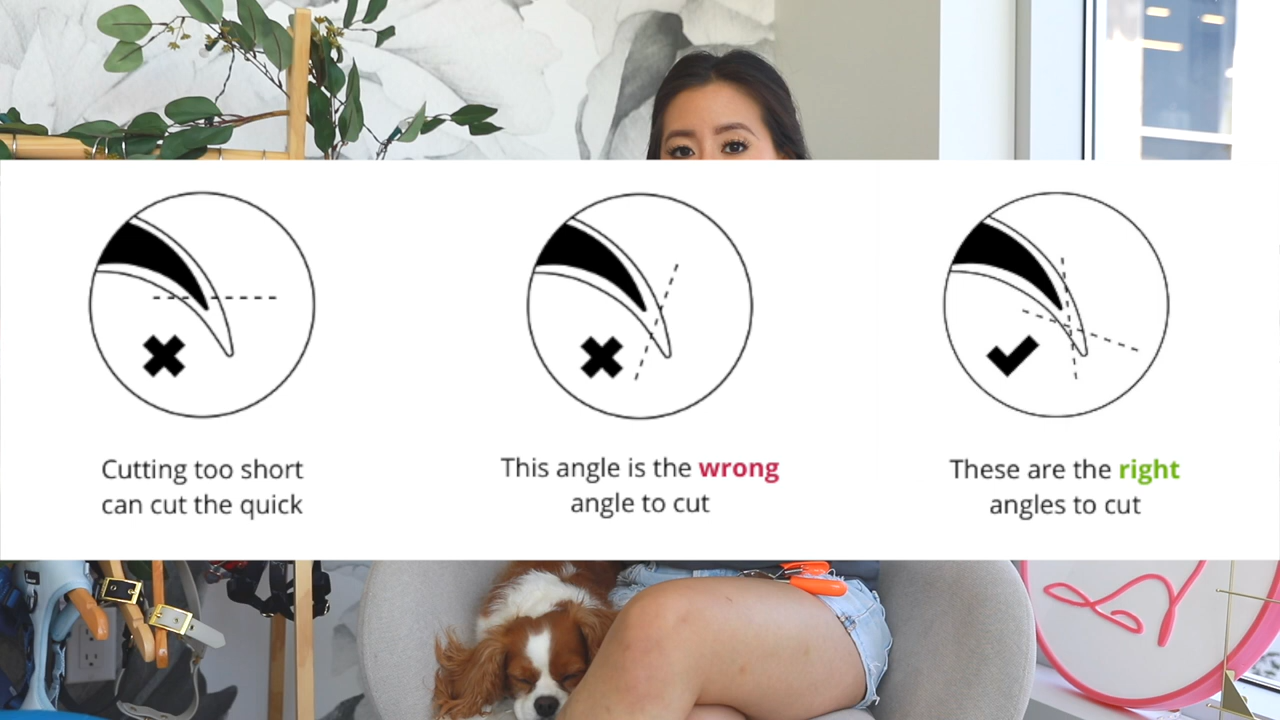 Cutting too short
can cut the quick
This angle is the wrong
angle to cut
These are the right
angles to cut